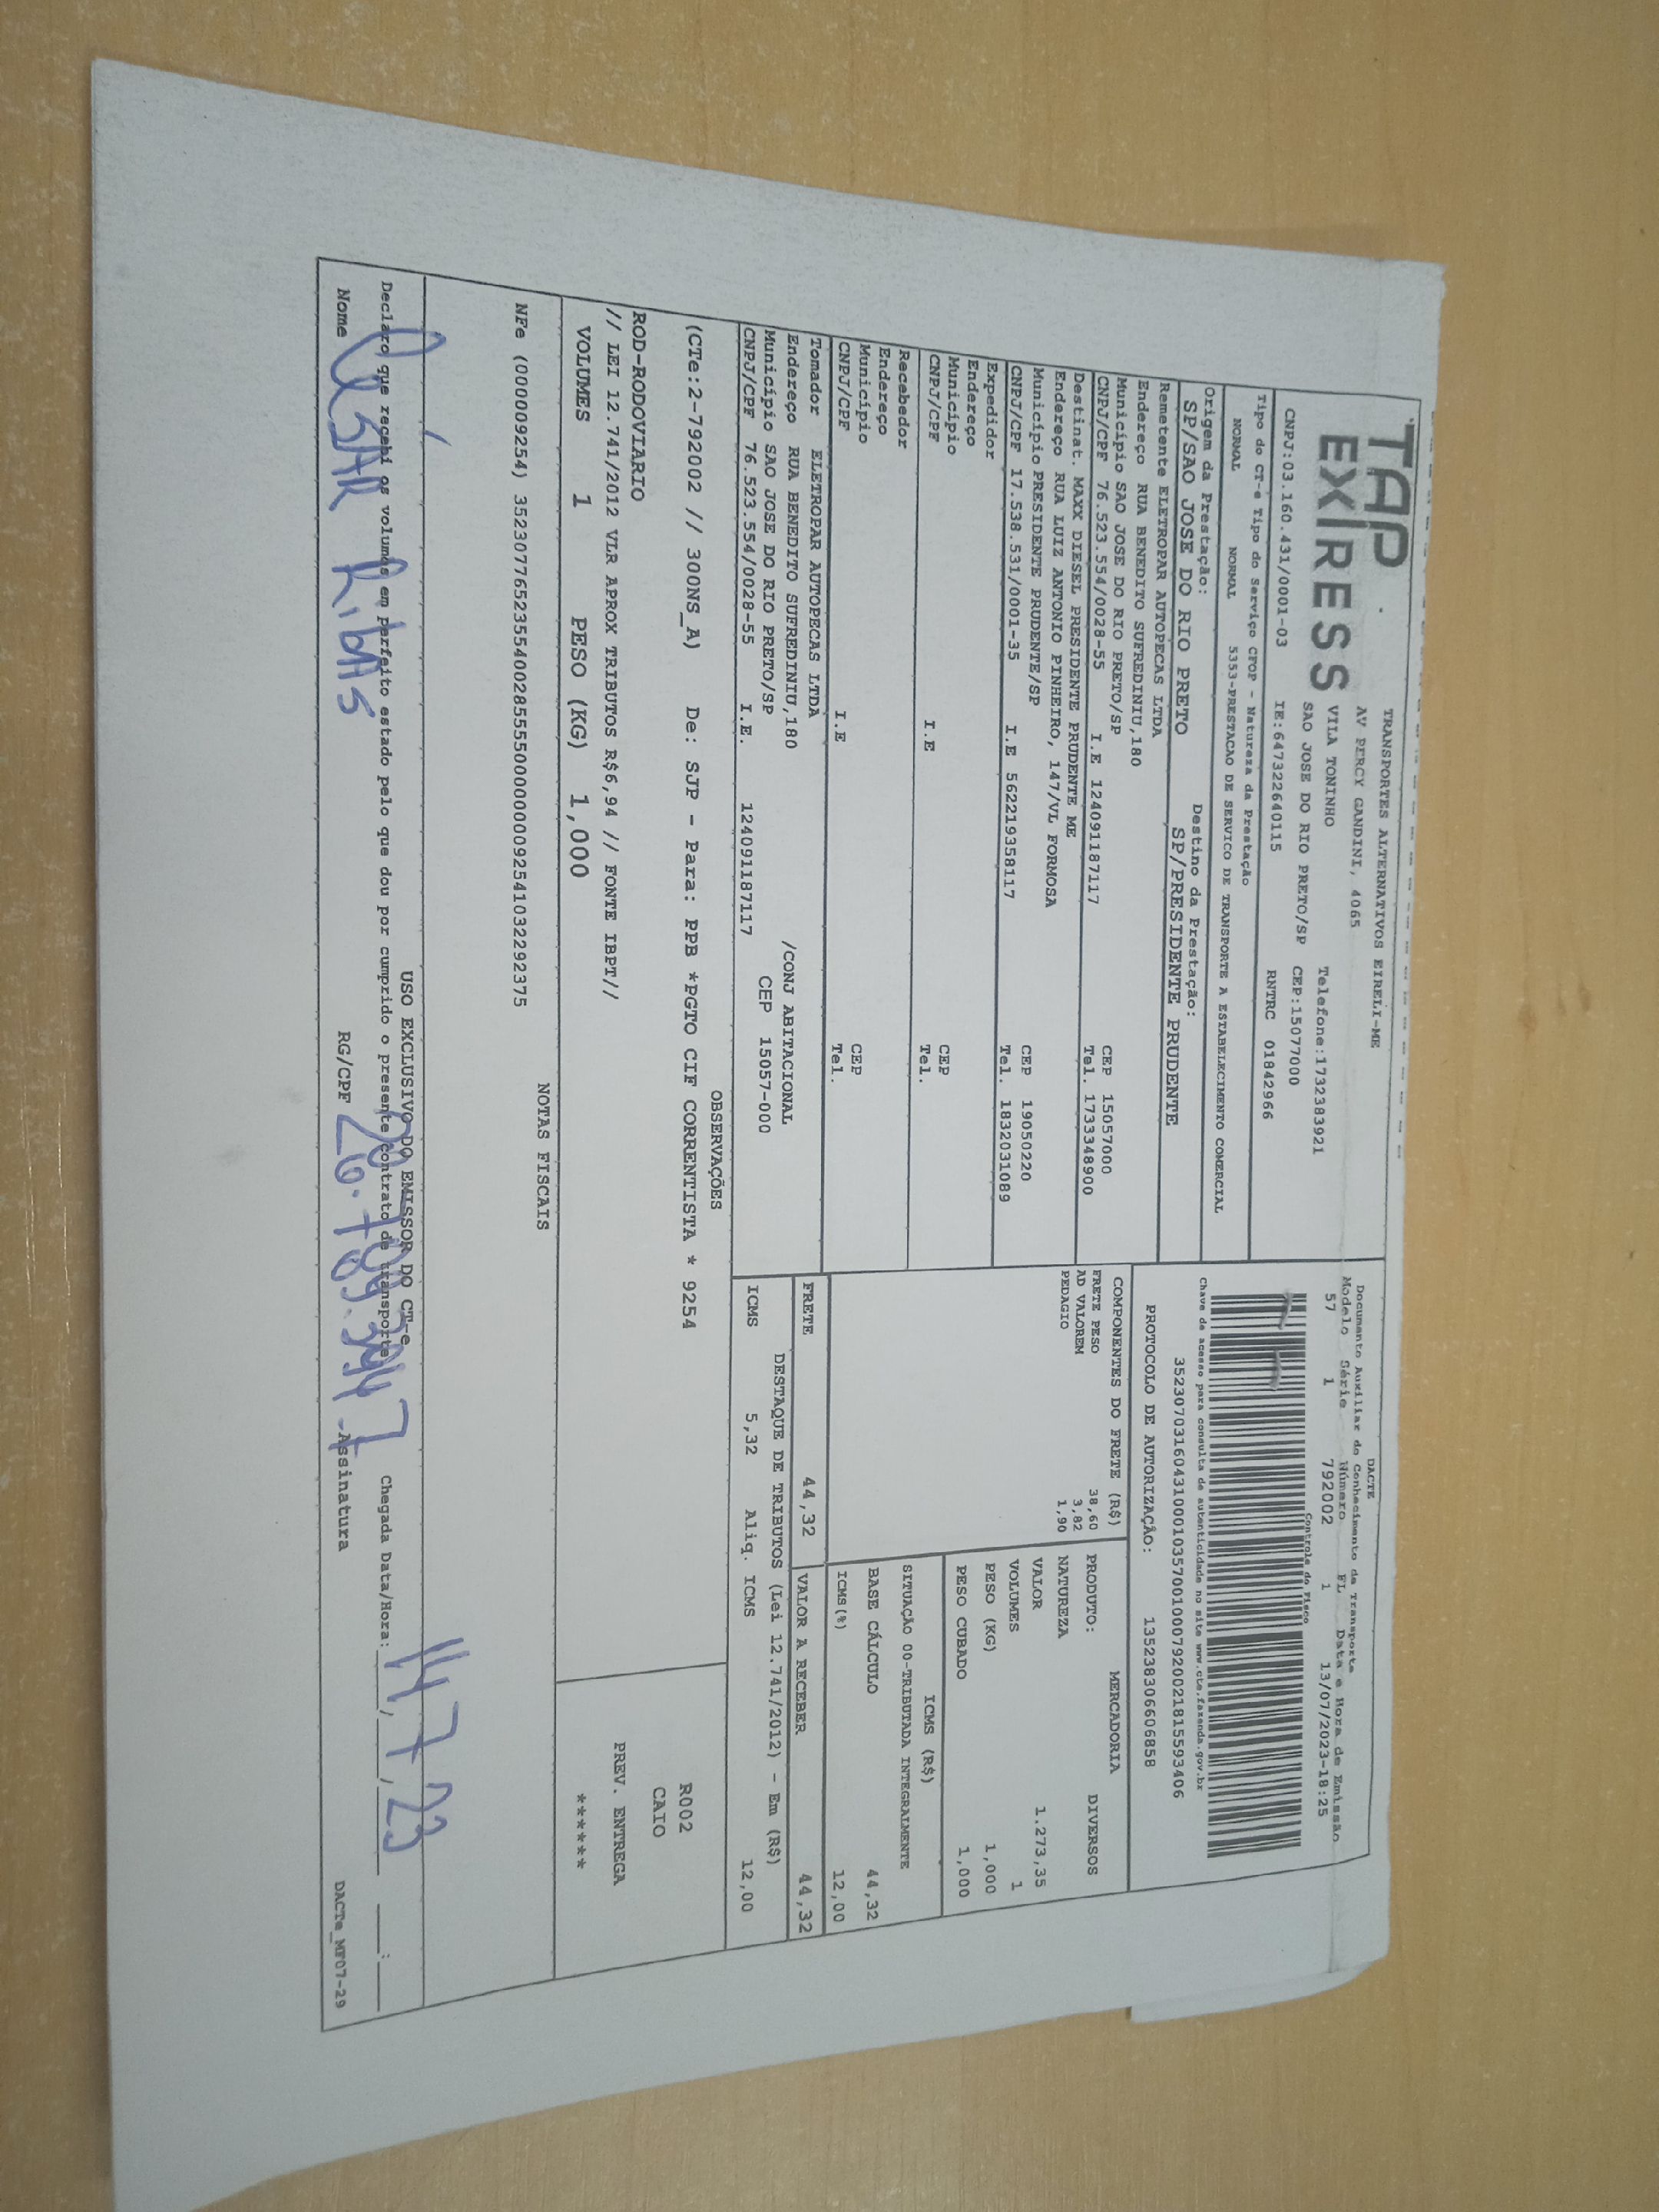 TAP EX|RESS
TRANSPORTES ALTERNATIVOS EIRELI-ME
AV PERCY GANDINI, 4065
VILA TONINHO Telefone:1732383921
SAO JOSE DO RIO PRETO/SP CEP:15077000
CNPJ:03.160.431/0001-03 IE:647322640115 RNTRC 01842966
Tipo do CT-e Tipo do Serviço CFOP - Natureza da Prestação
NORMAL NORMAL 5353-PRESTACAO DE SERVICO DE TRANSPORTE A ESTABELECIMENTO COMERCIAL
Origem da Prestação: Destino da Prestação:
SP/SAO JOSE DO RIO PRETO SP/PRESIDENTE PRUDENTE
DACTE
Documento Auxiliar do Conhecimento de Transporte
Modelo Série Número FL Data e Hora de Emissão
57 1 792002 1 13/07/2023-18:25
Controle do Fisco
Chave de acesso para consulta de autenticidade no site www.cte.fazenda.gov.br
35230703160431000103570010007920021815593406
PROTOCOLO DE AUTORIZAÇÃO: 135238306606858
Remetente ELETROPAR AUTOPECAS LTDA
Endereço RUA BENEDITO SUFREDINIU,180
Município SAO JOSE DO RIO PRETO/SP CEP 15057000
CNPJ/CPF 76.523.554/0028-55 I.E 124091187117 Tel. 1733348900
Destinat. MAXX DIESEL PRESIDENTE PRUDENTE ME
Endereço RUA LUIZ ANTONIO PINHEIRO, 147/VL FORMOSA
Município PRESIDENTE PRUDENTE/SP CEP 19050220
CNPJ/CPF 17.538.531/0001-35 I.E 562219358117 Tel. 1832031089
Expedidor
Endereço
Município CEP
CNPJ/CPF I.E Tel.
Recebedor
Endereço
Município CEP
CNPJ/CPF I.E Tel.
Tomador ELETROPAR AUTOPECAS LTDA
Endereço RUA BENEDITO SUFREDINIU,180 /CONJ ABITACIONAL
Município SAO JOSE DO RIO PRETO/SP CEP 15057-000
CNPJ/CPF 76.523.554/0028-55 I.E. 124091187117
COMPONENTES DO FRETE (R$)
FRETE PESO 38,60
AD VALOREM 3,82
PEDAGIO 1,90
MERCADORIA
PRODUTO: DIVERSOS
NATUREZA
VALOR 1.273,35
VOLUMES 1
PESO (KG) 1,000
PESO CUBADO 1,000
ICMS (R$)
SITUAÇÃO 00-TRIBUTADA INTEGRALMENTE
BASE CÁLCULO 44,32
ICMS(%) 12,00
FRETE 44,32 VALOR A RECEBER 44,32
DESTAQUE DE TRIBUTOS (Lei 12.741/2012) - Em (R$)
ICMS 5,32 Aliq. ICMS 12,00
OBSERVAÇÕES
(CTe:2-792002 // 300NS_A) De: SJP - Para: PPB *PGTO CIF CORRENTISTA * 9254
ROD-RODOVIARIO
// LEI 12.741/2012 VLR APROX TRIBUTOS R$6,94 // FONTE IBPT//
VOLUMES 1 PESO (KG) 1,000
R002
CAIO
PREV. ENTREGA
******
NOTAS FISCAIS
NFe (000009254) 35230776523554002855550000000092541032292375
USO EXCLUSIVO DO EMISSOR DO CT-e
Declaro que recebi os volumes em perfeito estado pelo que dou por cumprido o presente contrato de transporte Chegada Data/Hora: 14, 7, 23 __:__
Nome Cesar Ribas RG/CPF Assinatura DACTe_MF07-29